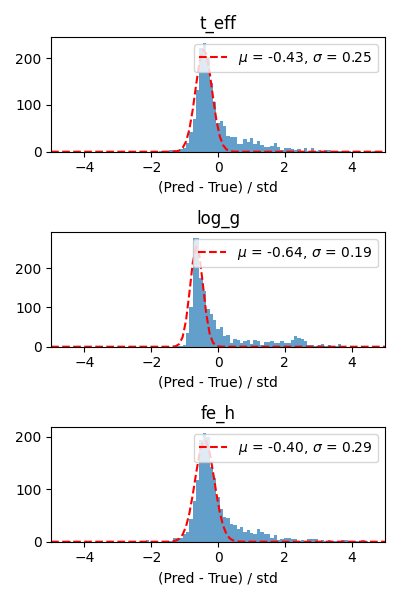 t_eff
200
100
0
μ = -0.43, σ = 0.25
−4 −2 0 2 4
(Pred - True) / std
log_g
200
100
0
μ = -0.64, σ = 0.19
−4 −2 0 2 4
(Pred - True) / std
fe_h
200
100
0
μ = -0.40, σ = 0.29
−4 −2 0 2 4
(Pred - True) / std